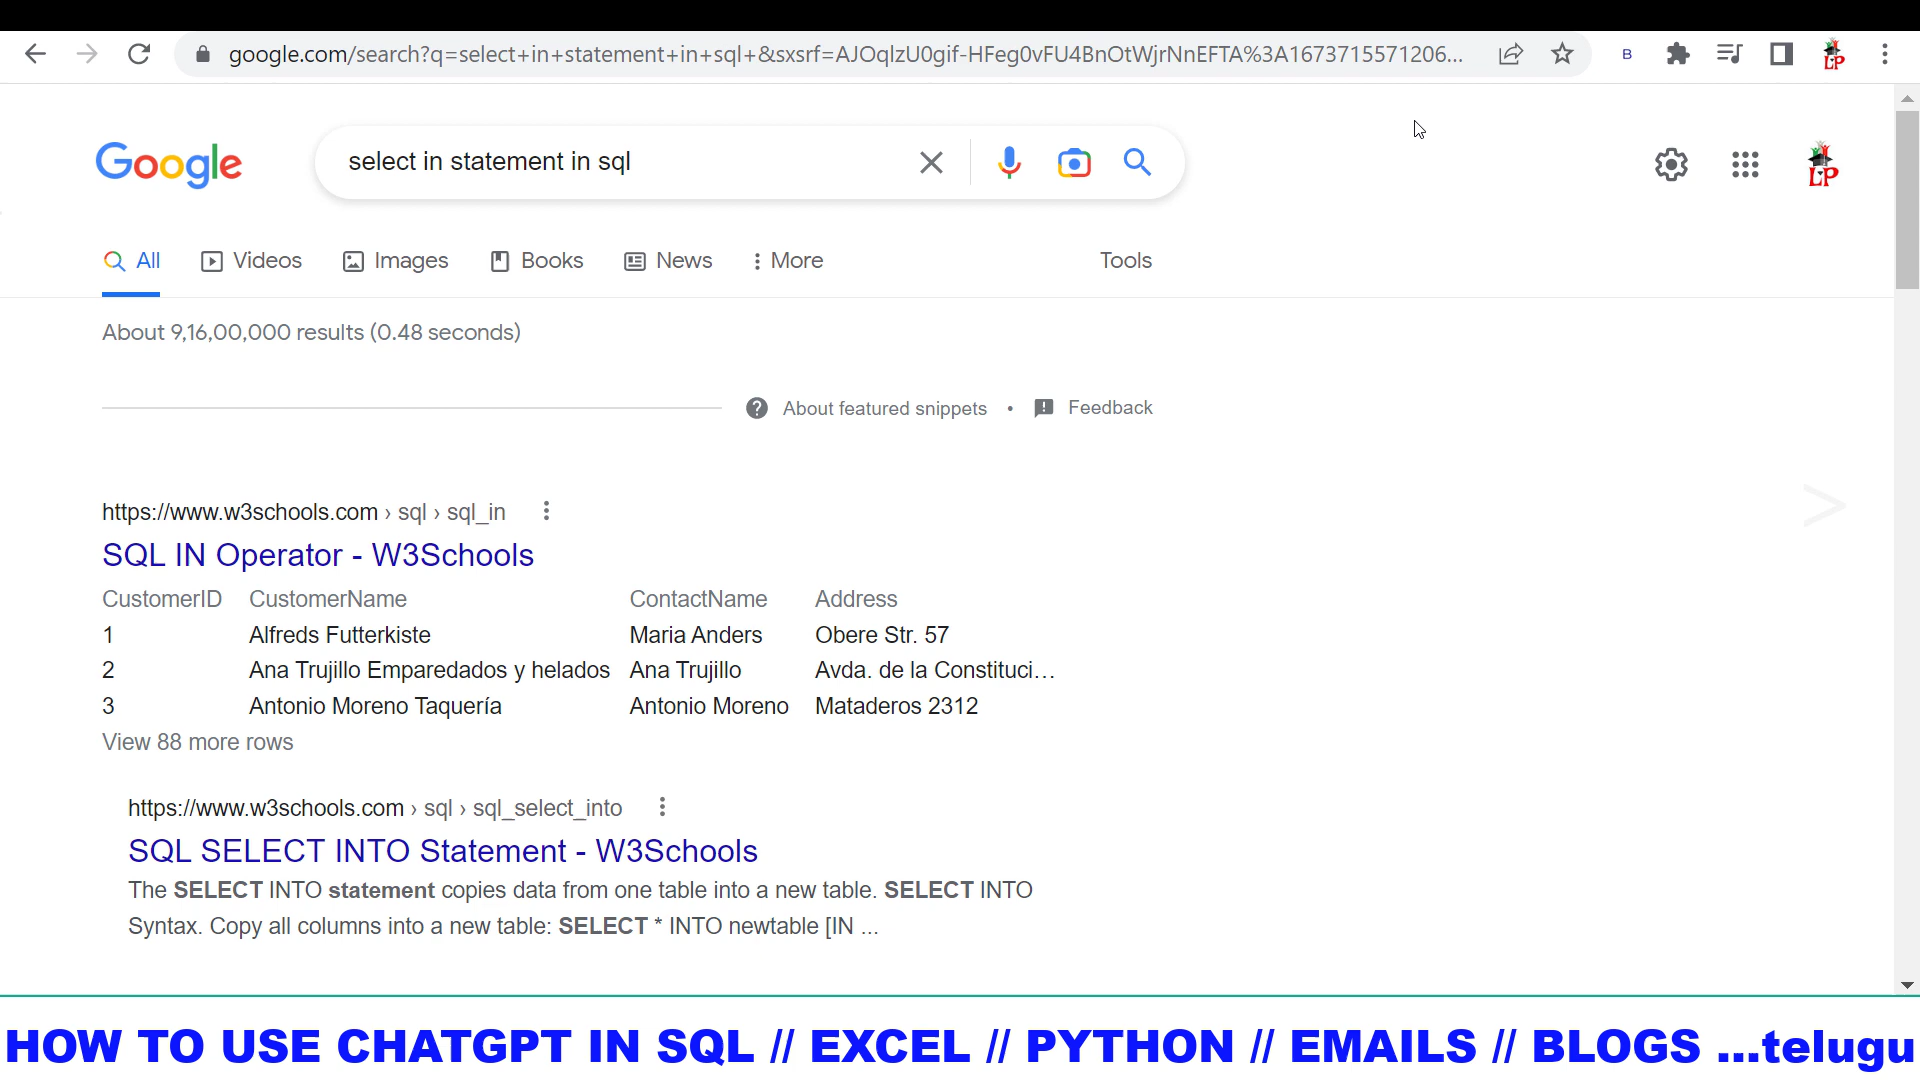 google.com/search?q=select+in+statement+in+sql+&sxsrf=AJOqlzU0gif-HFeg0vFU4BnOtWjrNnEFTA%3A1673715571206...
B
LP
Google
select in statement in sql
LP
All
Videos
Images
Books
News
More
Tools
About 9,16,00,000 results (0.48 seconds)
About featured snippets • Feedback
https://www.w3schools.com › sql › sql_in
SQL IN Operator - W3Schools
CustomerID CustomerName ContactName Address
1 Alfreds Futterkiste Maria Anders Obere Str. 57
2 Ana Trujillo Emparedados y helados Ana Trujillo Avda. de la Constituci...
3 Antonio Moreno Taquería Antonio Moreno Mataderos 2312
View 88 more rows
https://www.w3schools.com › sql › sql_select_into
SQL SELECT INTO Statement - W3Schools
The SELECT INTO statement copies data from one table into a new table. SELECT INTO
Syntax. Copy all columns into a new table: SELECT * INTO newtable [IN ...
HOW TO USE CHATGPT IN SQL // EXCEL // PYTHON // EMAILS // BLOGS ...telugu